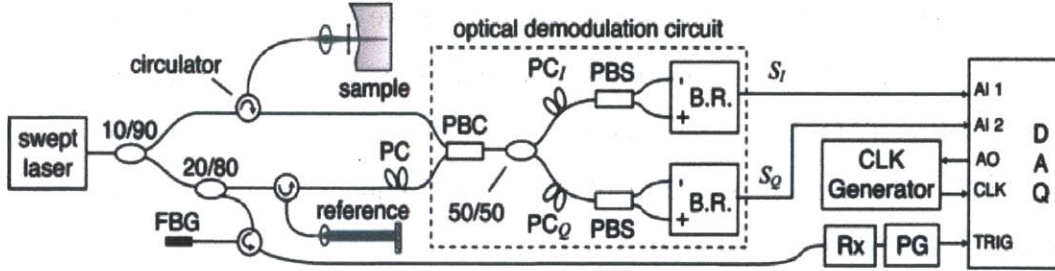 optical demodulation circuit
circulator
sample
swept
laser
10/90
20/80
FBG
PC
reference
PBC
50/50
PC_I
PBS
-
+
B.R.
S_I
PC_Q
PBS
-
+
B.R.
S_Q
CLK
Generator
Rx
PG
AI 1
AI 2
AO
CLK
TRIG
D
A
Q